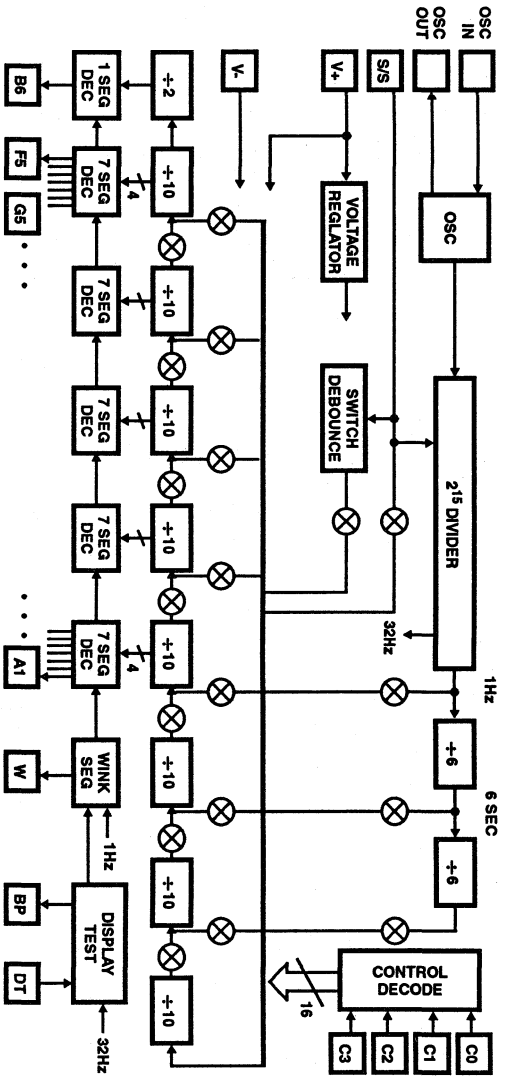 OSC
IN
OSC
OUT
S/S
V+
V-
OSC
2¹⁵ DIVIDER
1Hz
÷6
6 SEC
÷6
32Hz
VOLTAGE
REGLATOR
SWITCH
DEBOUNCE
CONTROL
DECODE
16
C0
C1
C2
C3
÷2
÷10
÷10
÷10
÷10
÷10
÷10
÷10
÷10
4
4
1 SEG
DEC
7 SEG
DEC
7 SEG
DEC
7 SEG
DEC
7 SEG
DEC
7 SEG
DEC
WINK
SEG
1Hz
DISPLAY
TEST
32Hz
B6
F5
G5
• • •
• • •
A1
W
BP
DT